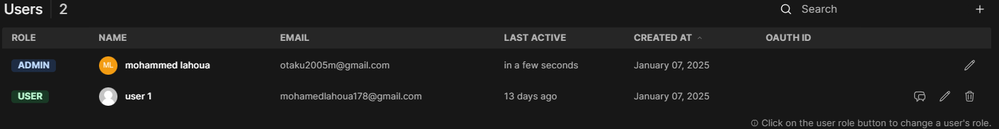 Users 2 Search +
ROLE NAME EMAIL LAST ACTIVE CREATED AT OAUTH ID
ADMIN ML mohammed lahoua otaku2005m@gmail.com in a few seconds January 07, 2025
USER user 1 mohamedlahoua178@gmail.com 13 days ago January 07, 2025
Click on the user role button to change a user's role.